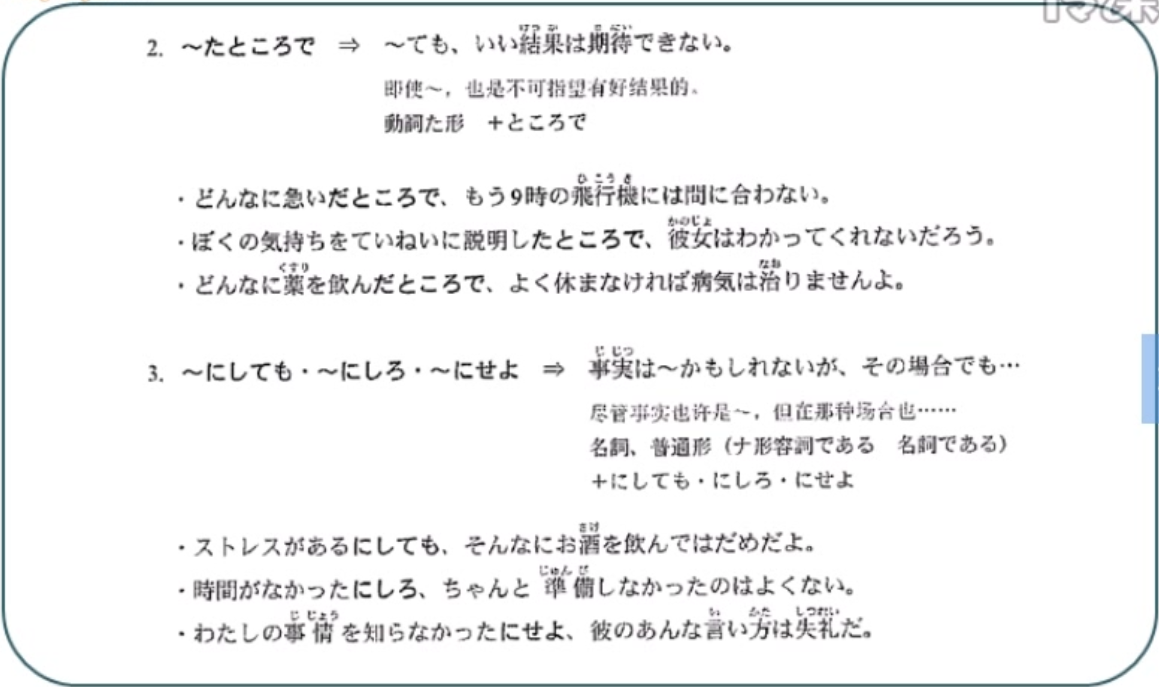 2. ～たところで ⇒ ～ても、いい結果は期待できない。
即使～，也是不可指望有好结果的。
動詞た形 ＋ところで
・どんなに急いだところで、もう9時の飛行機には間に合わない。
・ぼくの気持ちをていねいに説明したところで、彼女はわかってくれないだろう。
・どんなに薬を飲んだところで、よく休まなければ病気は治りませんよ。
3. ～にしても・～にしろ・～にせよ ⇒ 事実は～かもしれないが、その場合でも…
尽管事实也许是～，但在那种场合也……
名詞、普通形（ナ形容詞である 名詞である）
＋にしても・にしろ・にせよ
・ストレスがあるにしても、そんなにお酒を飲んではだめだよ。
・時間がなかったにしろ、ちゃんと準備しなかったのはよくない。
・わたしの事情を知らなかったにせよ、彼のあんな言い方は失礼だ。